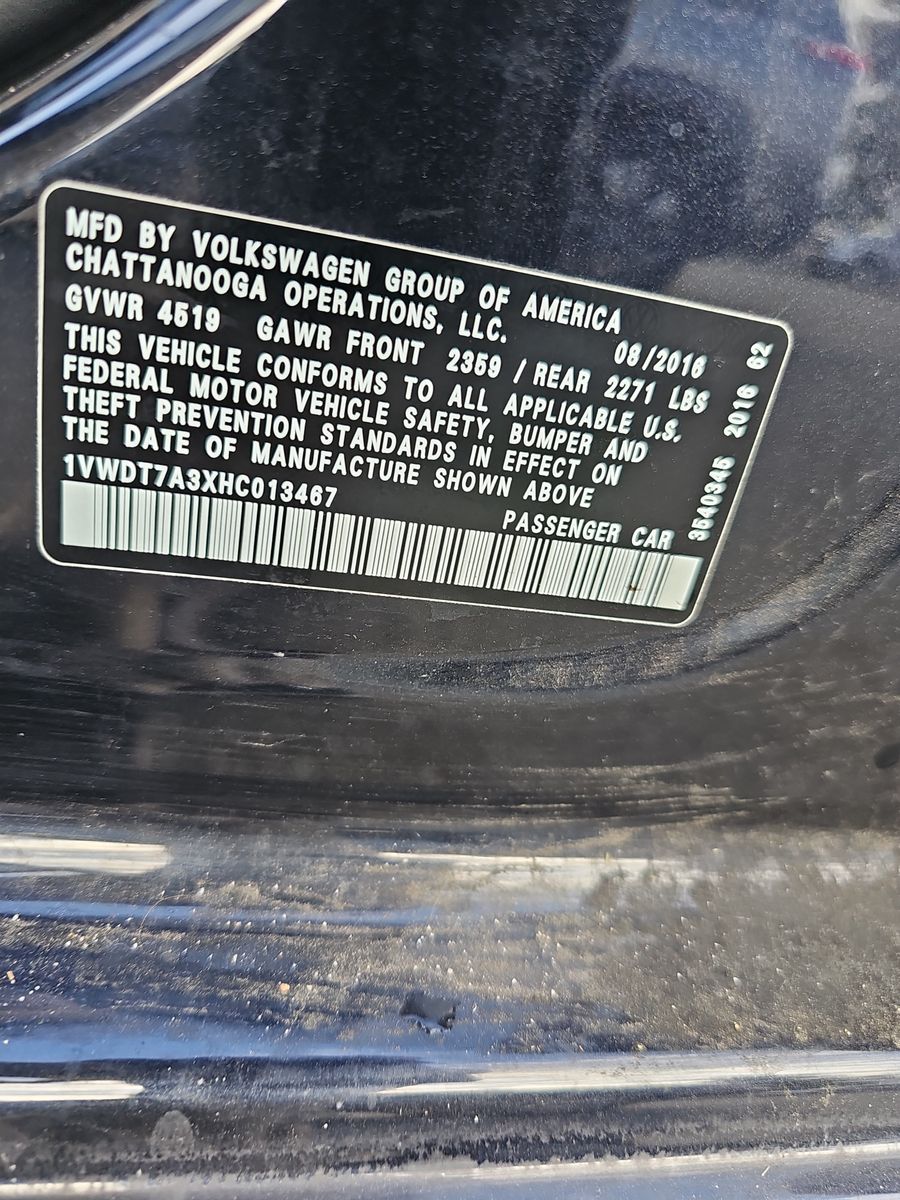 MFD BY VOLKSWAGEN GROUP OF AMERICA
CHATTANOOGA OPERATIONS, LLC. 08/2016
GVWR 4519 GAWR FRONT 2359 / REAR 2271 LBS
THIS VEHICLE CONFORMS TO ALL APPLICABLE U.S.
FEDERAL MOTOR VEHICLE SAFETY, BUMPER AND
THEFT PREVENTION STANDARDS IN EFFECT ON
THE DATE OF MANUFACTURE SHOWN ABOVE
1VWDT7A3XHC013467 PASSENGER CAR
3540345 2016 62